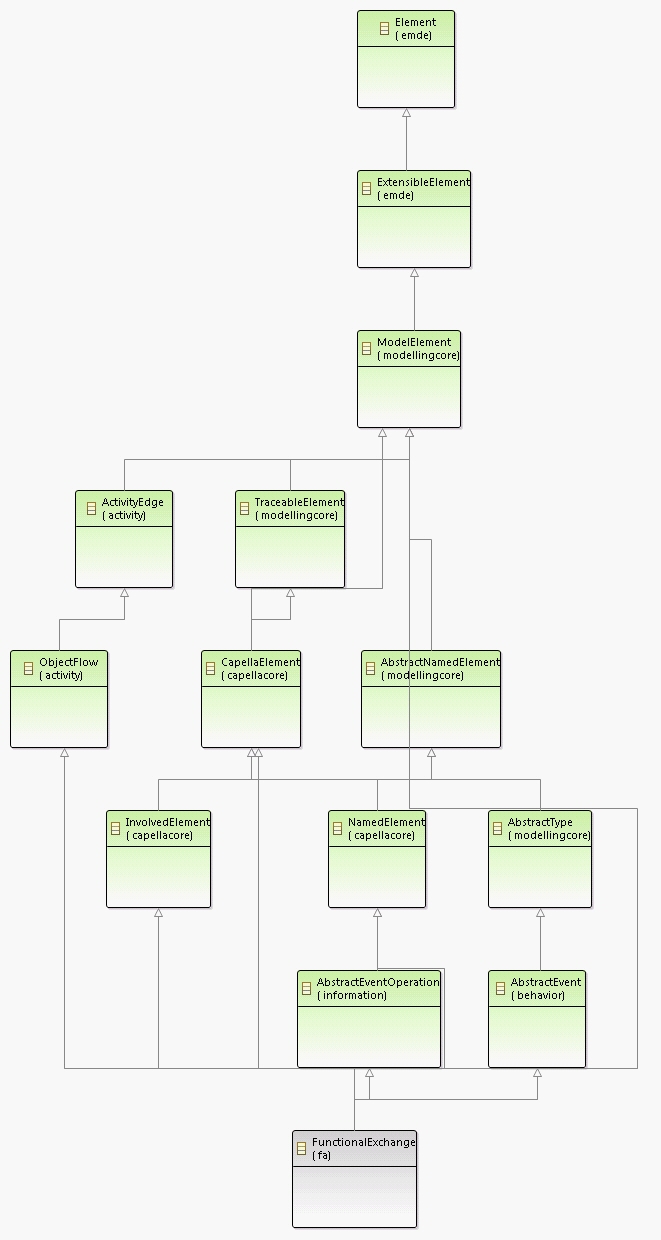 Element
( emde)
ExtensibleElement
( emde)
ModelElement
( modellingcore)
ActivityEdge
( activity)
TraceableElement
( modellingcore)
ObjectFlow
( activity)
CapellaElement
( capellacore)
AbstractNamedElement
( modellingcore)
InvolvedElement
( capellacore)
NamedElement
( capellacore)
AbstractType
( modellingcore)
AbstractEventOperation
( information)
AbstractEvent
( behavior)
FunctionalExchange
( fa)